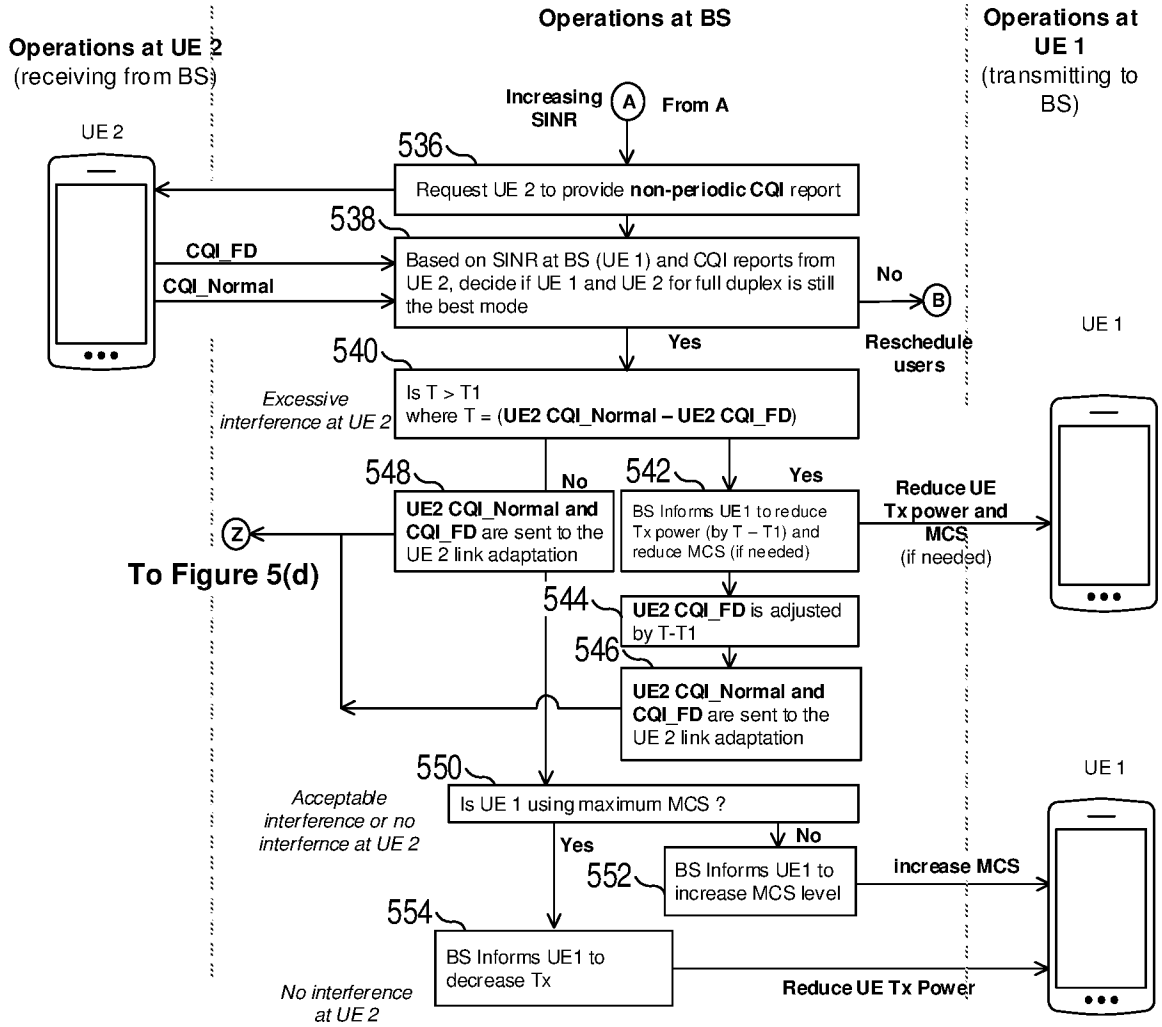 Operations at BS
Operations at UE 2
(receiving from BS)
Operations at
UE 1
(transmitting to
BS)
Increasing
SINR
A
From A
UE 2
536
Request UE 2 to provide non-periodic CQI report
538
CQI_FD
CQI_Normal
Based on SINR at BS (UE 1) and CQI reports from
UE 2, decide if UE 1 and UE 2 for full duplex is still
the best mode
No
B
Reschedule
users
Yes
UE 1
540
Excessive
interference at UE 2
Is T > T1
where T = (UE2 CQI_Normal – UE2 CQI_FD)
548
No
542
Yes
UE2 CQI_Normal and
CQI_FD are sent to the
UE 2 link adaptation
BS Informs UE1 to reduce
Tx power (by T – T1) and
reduce MCS (if needed)
Reduce UE
Tx power and
MCS
(if needed)
Z
To Figure 5(d)
544
UE2 CQI_FD is adjusted
by T-T1
546
UE2 CQI_Normal and
CQI_FD are sent to the
UE 2 link adaptation
UE 1
550
Acceptable
interference or no
interfernce at UE 2
Is UE 1 using maximum MCS ?
Yes
No
552
BS Informs UE1 to
increase MCS level
increase MCS
554
BS Informs UE1 to
decrease Tx
Reduce UE Tx Power
No interference
at UE 2